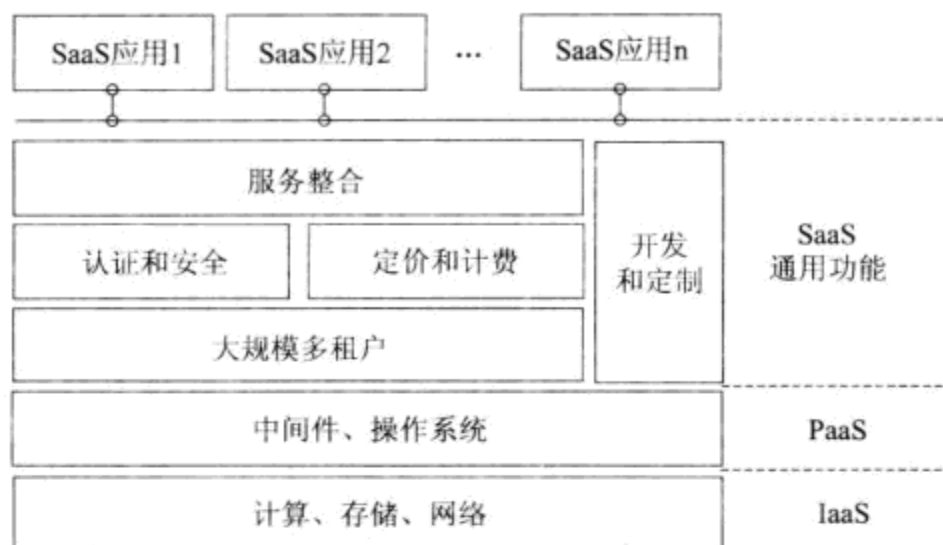 SaaS应用1 SaaS应用2 ... SaaS应用n
服务整合
认证和安全 定价和计费
大规模多租户
开发
和定制
SaaS
通用功能
中间件、操作系统 PaaS
计算、存储、网络 IaaS